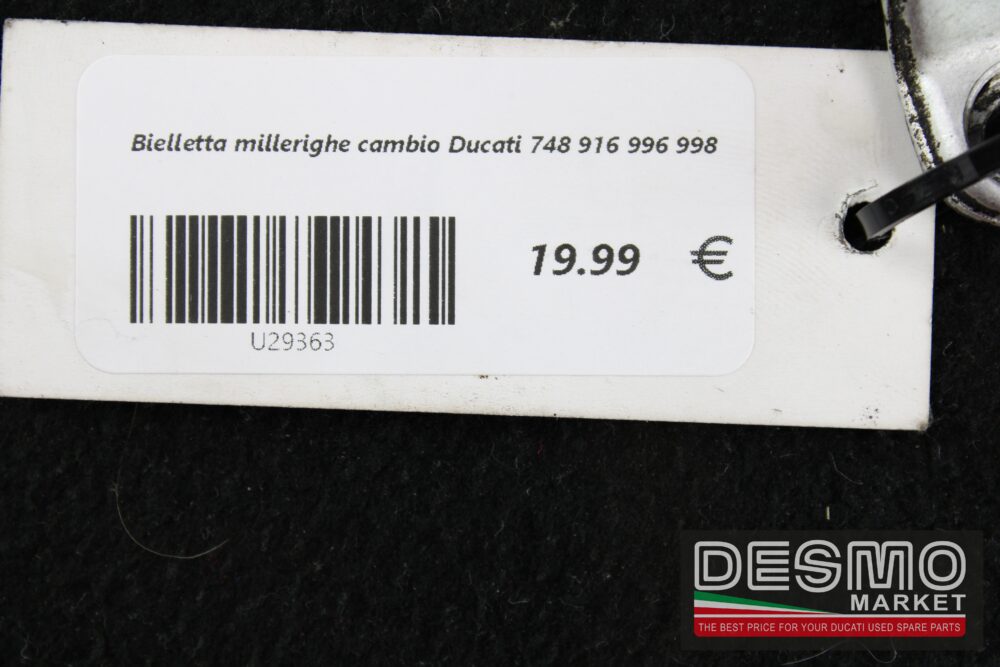 Bielletta millerighe cambio Ducati 748 916 996 998
19.99 €
U29363
DESMO
MARKET
THE BEST PRICE FOR YOUR DUCATI USED SPARE PARTS